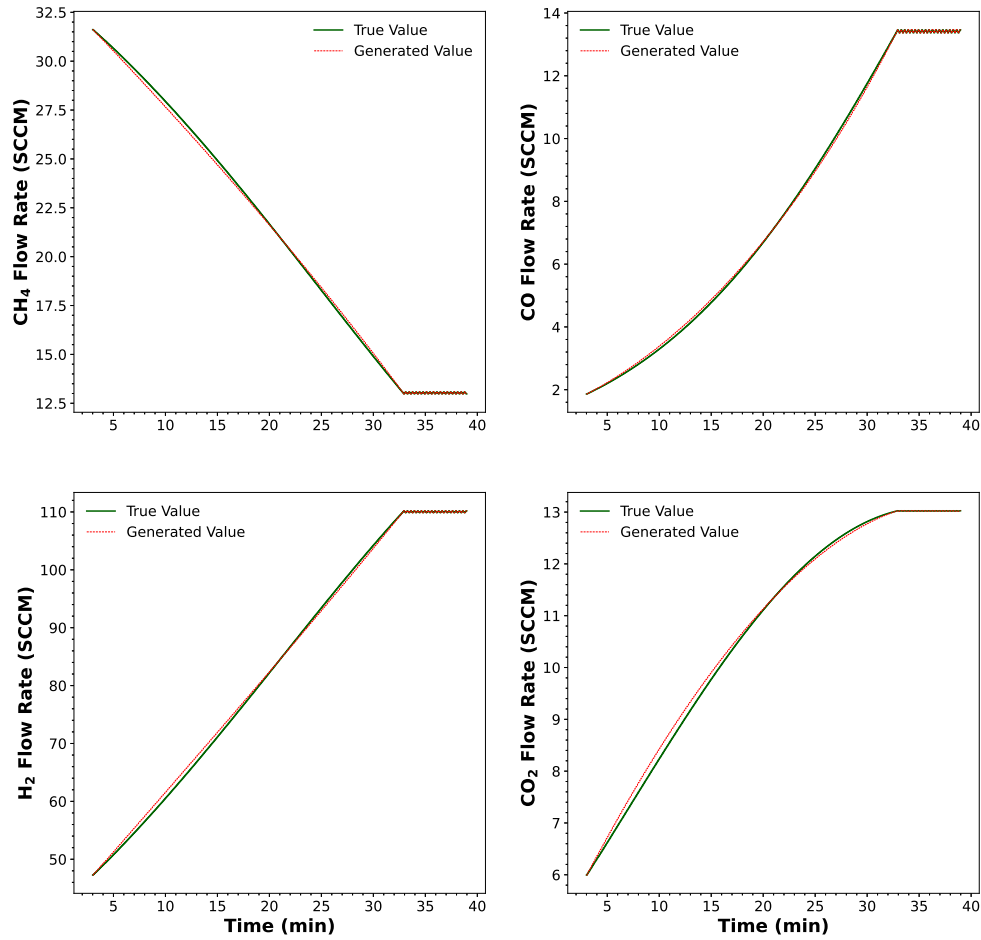 CH₄ Flow Rate (SCCM)
32.5
30.0
27.5
25.0
22.5
20.0
17.5
15.0
12.5
True Value
Generated Value
5 10 15 20 25 30 35 40
CO Flow Rate (SCCM)
14
12
10
8
6
4
2
True Value
Generated Value
5 10 15 20 25 30 35 40
H₂ Flow Rate (SCCM)
110
100
90
80
70
60
50
True Value
Generated Value
5 10 15 20 25 30 35 40
Time (min)
CO₂ Flow Rate (SCCM)
13
12
11
10
9
8
7
6
True Value
Generated Value
5 10 15 20 25 30 35 40
Time (min)